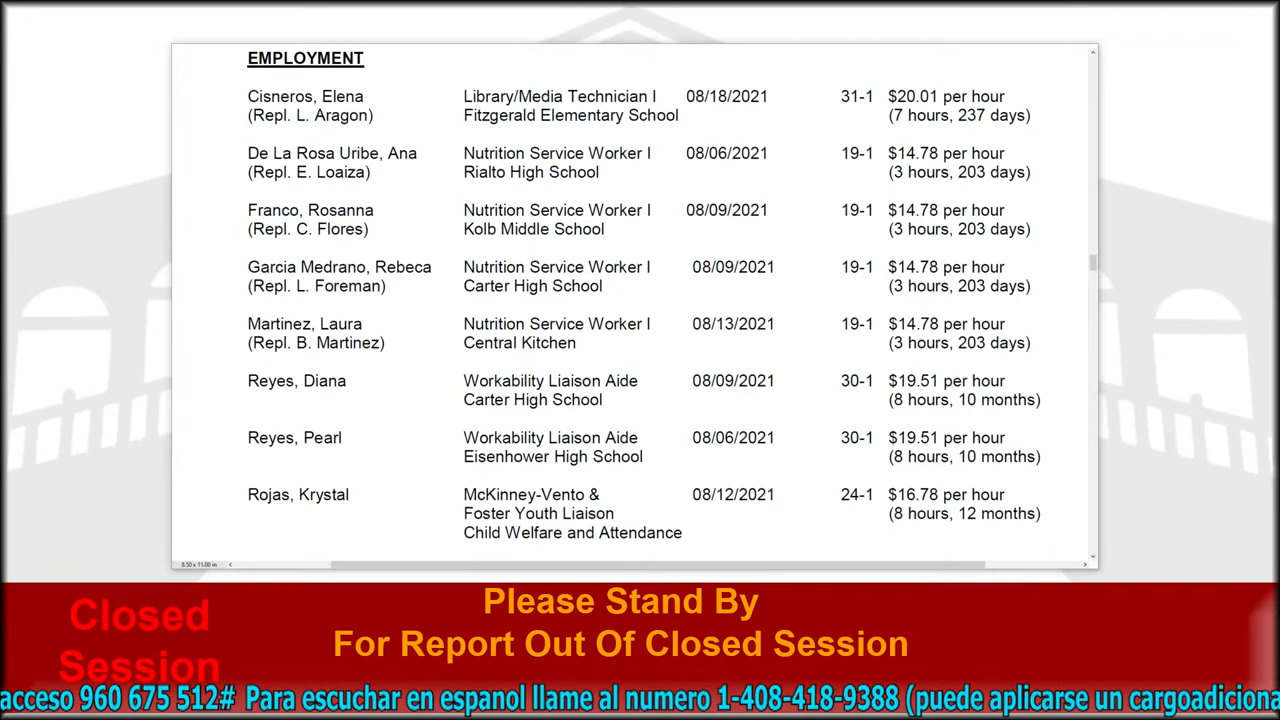 EMPLOYMENT
Cisneros, Elena Library/Media Technician I 08/18/2021 31-1 $20.01 per hour
(Repl. L. Aragon) Fitzgerald Elementary School (7 hours, 237 days)
De La Rosa Uribe, Ana Nutrition Service Worker I 08/06/2021 19-1 $14.78 per hour
(Repl. E. Loaiza) Rialto High School (3 hours, 203 days)
Franco, Rosanna Nutrition Service Worker I 08/09/2021 19-1 $14.78 per hour
(Repl. C. Flores) Kolb Middle School (3 hours, 203 days)
Garcia Medrano, Rebeca Nutrition Service Worker I 08/09/2021 19-1 $14.78 per hour
(Repl. L. Foreman) Carter High School (3 hours, 203 days)
Martinez, Laura Nutrition Service Worker I 08/13/2021 19-1 $14.78 per hour
(Repl. B. Martinez) Central Kitchen (3 hours, 203 days)
Reyes, Diana Workability Liaison Aide 08/09/2021 30-1 $19.51 per hour
Carter High School (8 hours, 10 months)
Reyes, Pearl Workability Liaison Aide 08/06/2021 30-1 $19.51 per hour
Eisenhower High School (8 hours, 10 months)
Rojas, Krystal McKinney-Vento & 08/12/2021 24-1 $16.78 per hour
Foster Youth Liaison (8 hours, 12 months)
Child Welfare and Attendance
8.50 x 11.00 in
Closed
Session
Please Stand By
For Report Out Of Closed Session
acceso 960 675 512# Para escuchar en espanol llame al numero 1-408-418-9388 (puede aplicarse un cargoadiciona